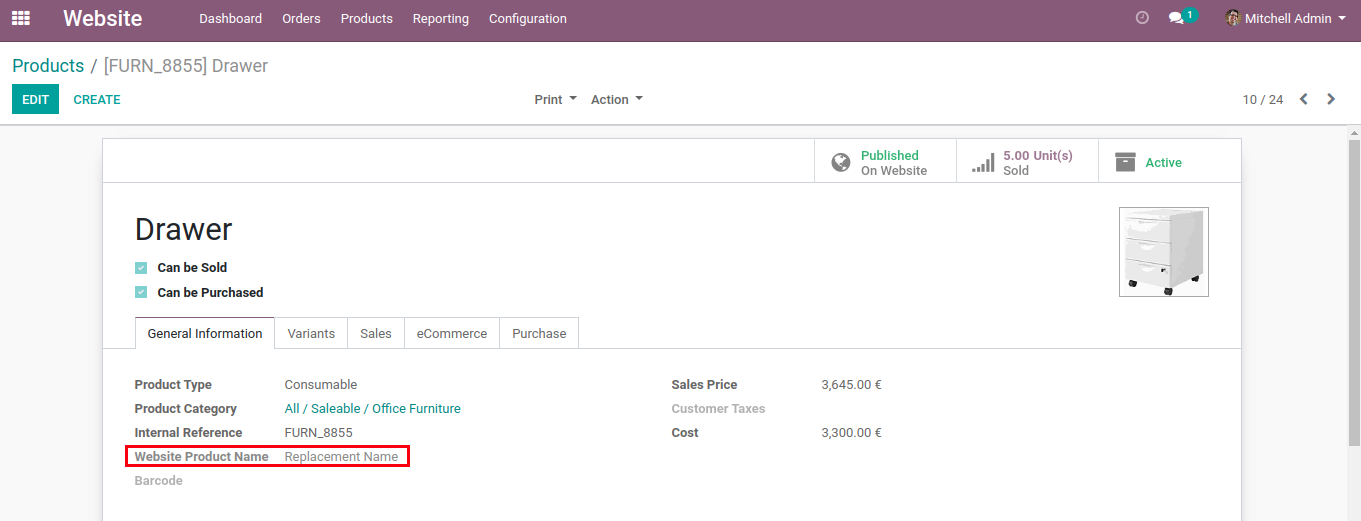 Website Dashboard Orders Products Reporting Configuration 1 Mitchell Admin
Products / [FURN_8855] Drawer
EDIT CREATE Print Action 10 / 24
Published On Website
5.00 Unit(s) Sold
Active
Drawer
Can be Sold
Can be Purchased
General Information Variants Sales eCommerce Purchase
Product Type Consumable
Product Category All / Saleable / Office Furniture
Internal Reference FURN_8855
Website Product Name Replacement Name
Barcode
Sales Price 3,645.00 €
Customer Taxes
Cost 3,300.00 €